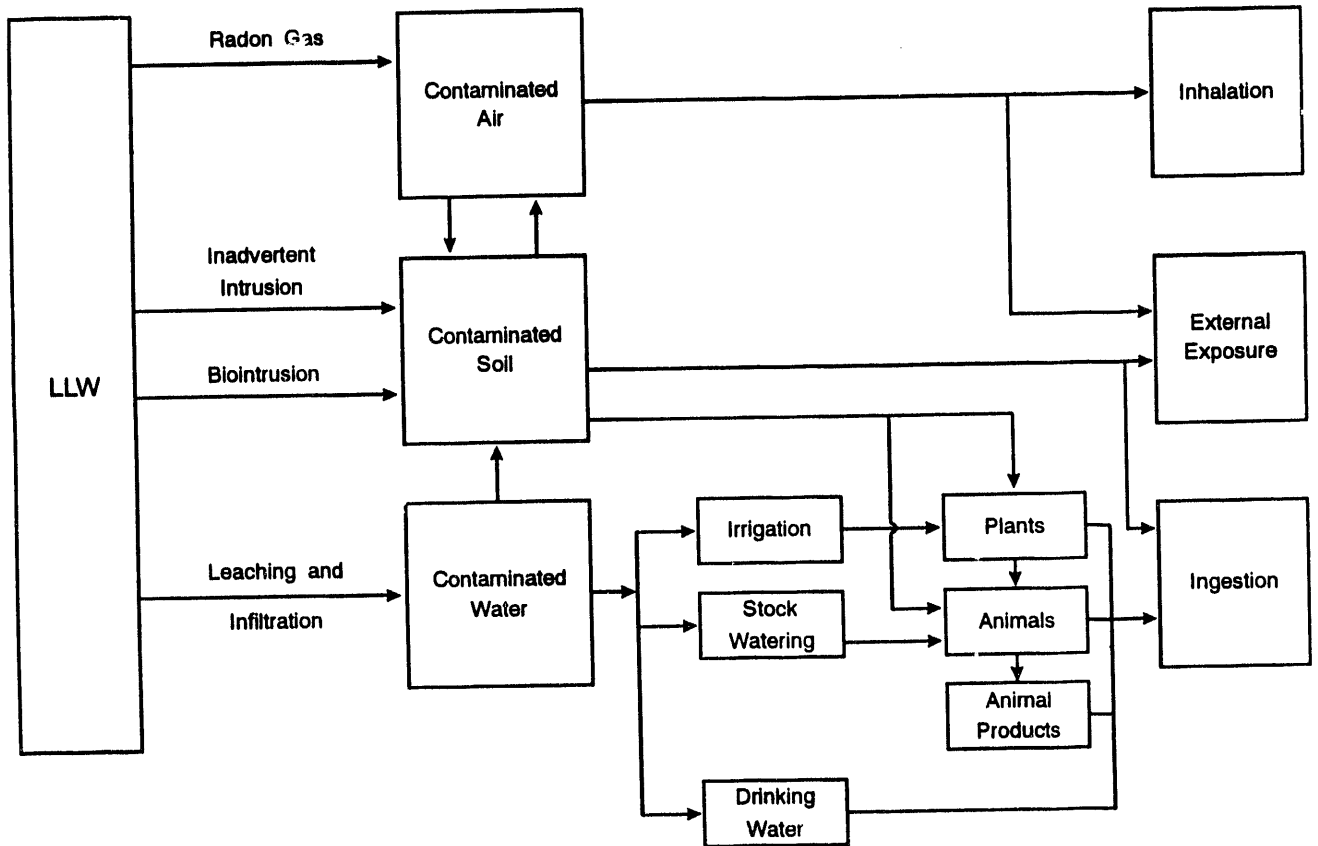 LLW
Radon Gas
Inadvertent
Intrusion
Biointrusion
Leaching and
Infiltration
Contaminated
Air
Contaminated
Soil
Contaminated
Water
Irrigation
Stock
Watering
Drinking
Water
Plants
Animals
Animal
Products
Inhalation
External
Exposure
Ingestion